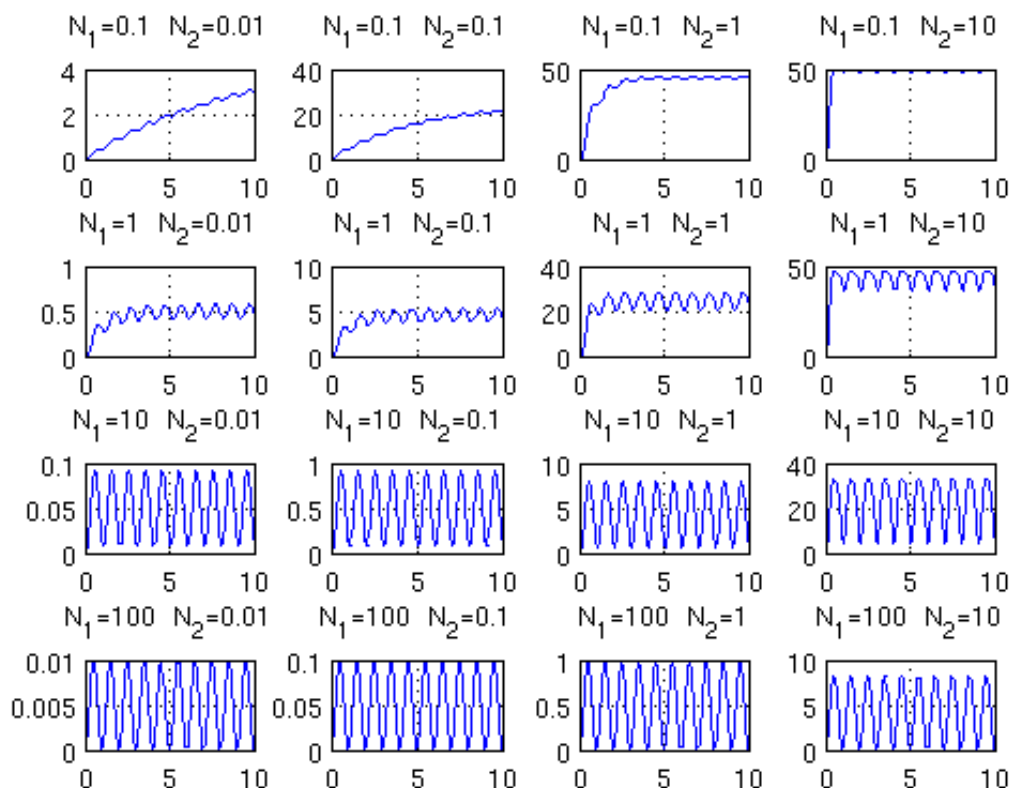 N₁=0.1 N₂=0.01 N₁=0.1 N₂=0.1 N₁=0.1 N₂=1 N₁=0.1 N₂=10
4 40 50 50
2 20
0 0 0 0
0 5 10 0 5 10 0 5 10 0 5 10
N₁=1 N₂=0.01 N₁=1 N₂=0.1 N₁=1 N₂=1 N₁=1 N₂=10
1 10 40 50
0.5 5 20
0 0 0 0
0 5 10 0 5 10 0 5 10 0 5 10
N₁=10 N₂=0.01 N₁=10 N₂=0.1 N₁=10 N₂=1 N₁=10 N₂=10
0.1 1 10 40
0.05 0.5 5 20
0 0 0 0
0 5 10 0 5 10 0 5 10 0 5 10
N₁=100 N₂=0.01 N₁=100 N₂=0.1 N₁=100 N₂=1 N₁=100 N₂=10
0.01 0.1 1 10
0.005 0.05 0.5 5
0 0 0 0
0 5 10 0 5 10 0 5 10 0 5 10